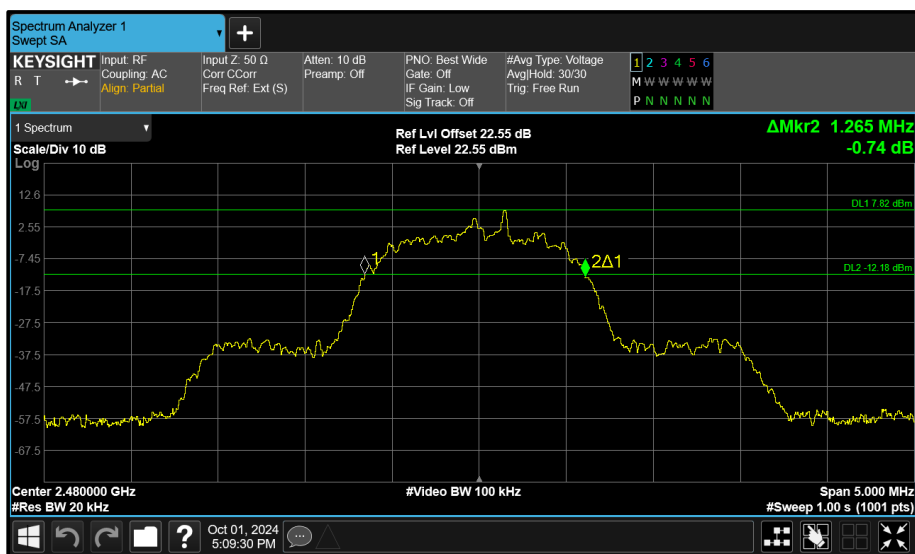 Spectrum Analyzer 1
Swept SA
KEYSIGHT
R T
LXI
Input: RF
Coupling: AC
Align: Partial
Input Z: 50 Ω
Corr CCorr
Freq Ref: Ext (S)
Atten: 10 dB
Preamp: Off
PNO: Best Wide
Gate: Off
IF Gain: Low
Sig Track: Off
#Avg Type: Voltage
Avg|Hold: 30/30
Trig: Free Run
1 2 3 4 5 6
M W W W W W
P N N N N N
1 Spectrum
Scale/Div 10 dB
Log
Ref Lvl Offset 22.55 dB
Ref Level 22.55 dBm
ΔMkr2 1.265 MHz
-0.74 dB
12.6
2.55
-7.45
-17.5
-27.5
-37.5
-47.5
-57.5
-67.5
DL1 7.82 dBm
DL2 -12.18 dBm
1
2Δ1
Center 2.480000 GHz
#Res BW 20 kHz
#Video BW 100 kHz
Span 5.000 MHz
#Sweep 1.00 s (1001 pts)
?
Oct 01, 2024
5:09:30 PM